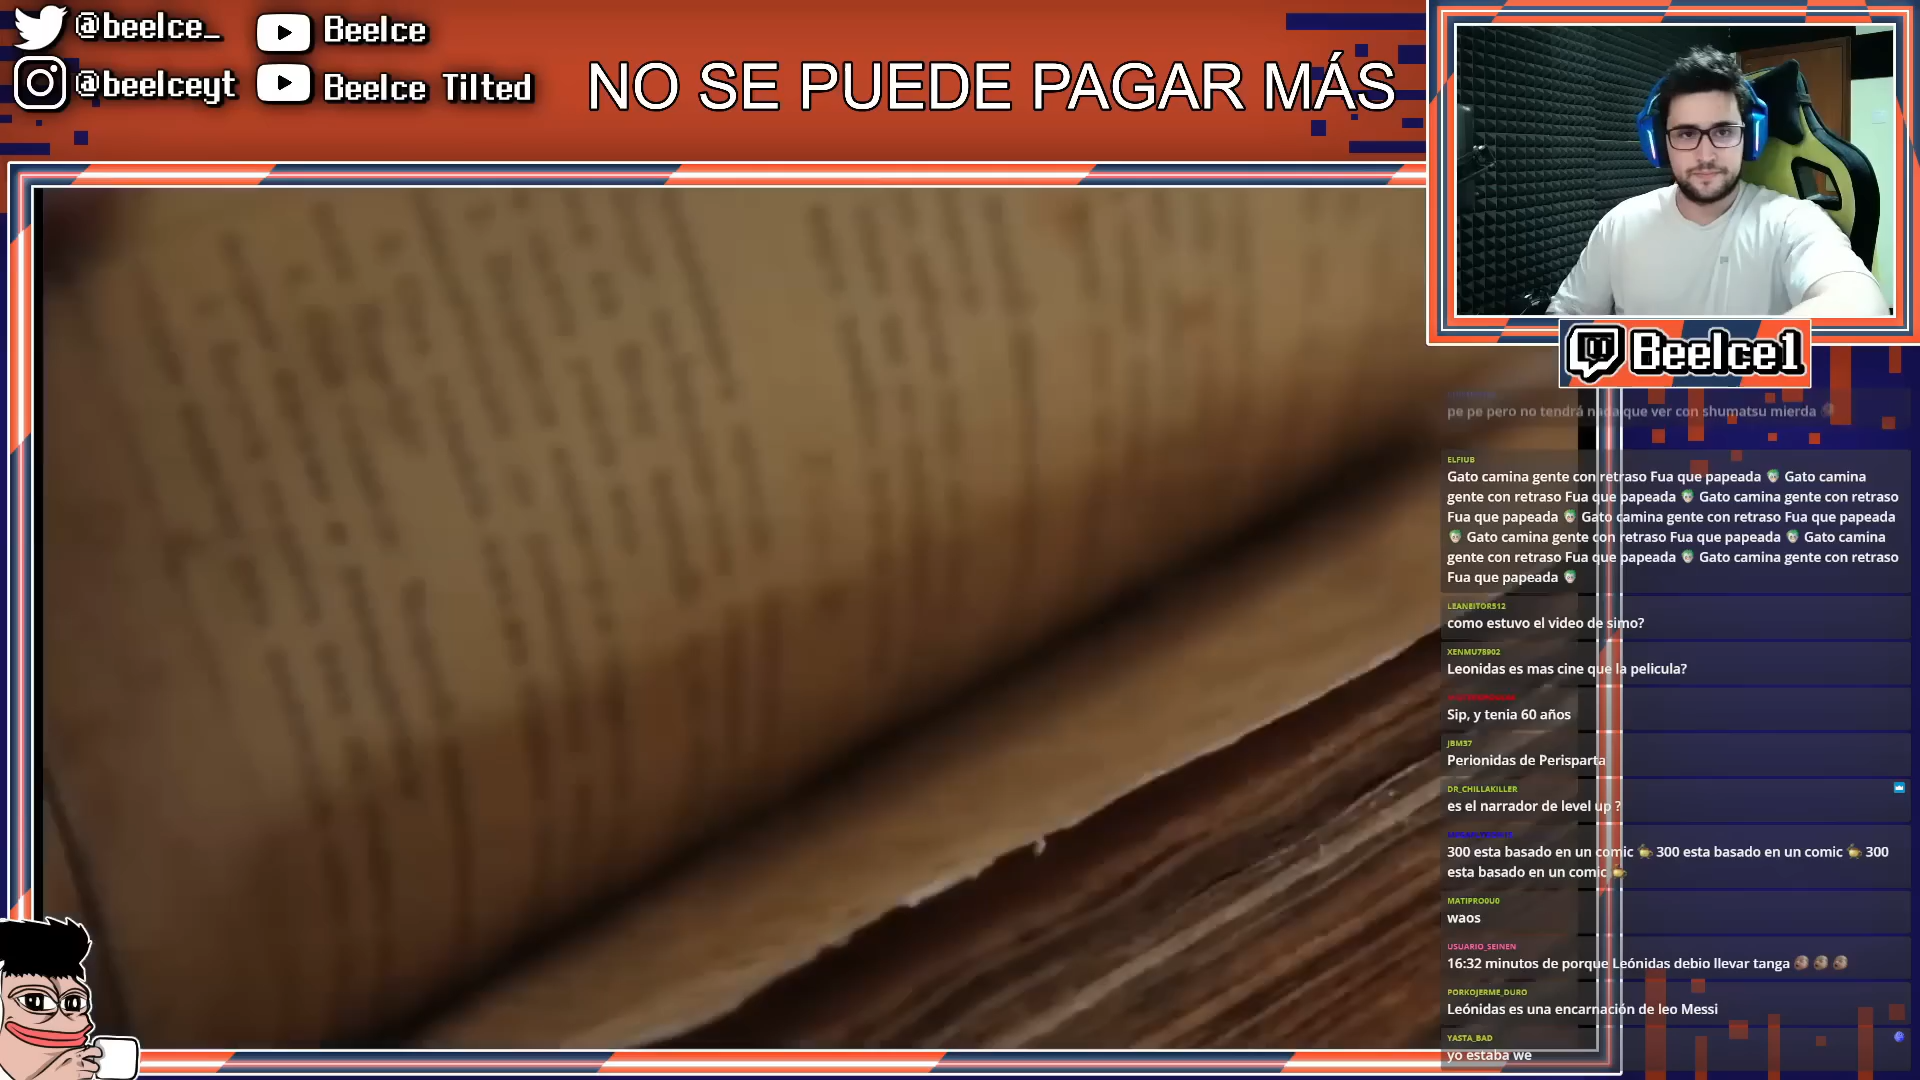 @beelce_
Beelce
@beelceyt
Beelce Tilted
NO SE PUEDE PAGAR MÁS
Beelce1
pe pe pero no tendrá nada que ver con shumatsu mierda
ELFIUB
Gato camina gente con retraso Fua que papeada Gato camina
gente con retraso Fua que papeada Gato camina gente con retraso
Fua que papeada Gato camina gente con retraso Fua que papeada
Gato camina gente con retraso Fua que papeada Gato camina
gente con retraso Fua que papeada Gato camina gente con retraso
Fua que papeada
LEANEITOR512
como estuvo el video de simo?
XENMU78902
Leonidas es mas cine que la pelicula?
Sip, y tenia 60 años
JBM37
Perionidas de Perisparta
DR_CHILLAKILLER
es el narrador de level up ?
300 esta basado en un comic 300 esta basado en un comic 300
esta basado en un comic
MATIPRO0U0
waos
USUARIO_SEINEN
16:32 minutos de porque Leónidas debio llevar tanga
PORKOJERME_DURO
Leónidas es una encarnación de leo Messi
YASTA_BAD
yo estaba we